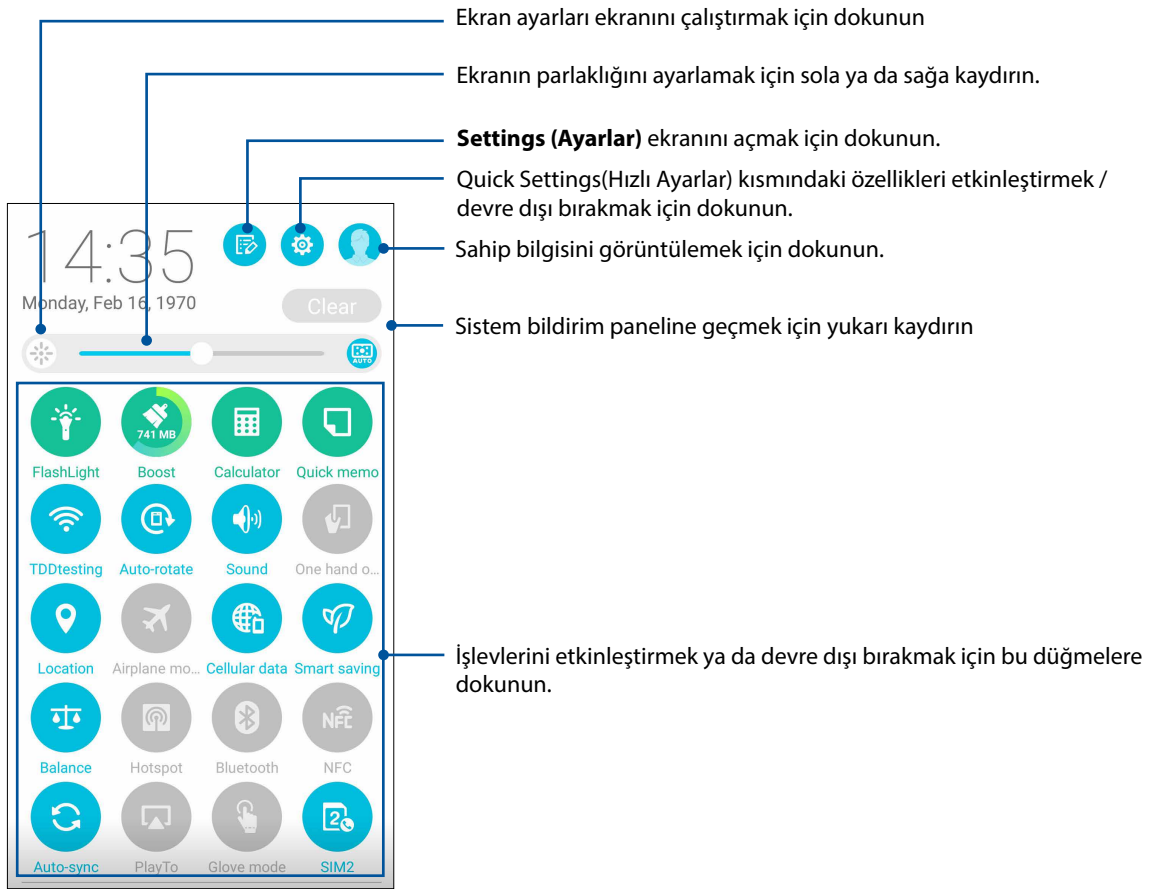 Ekran ayarları ekranını çalıştırmak için dokunun
Ekranın parlaklığını ayarlamak için sola ya da sağa kaydırın.
Settings (Ayarlar) ekranını açmak için dokunun.
Quick Settings(Hızlı Ayarlar) kısmındaki özellikleri etkinleştirmek /
devre dışı bırakmak için dokunun.
Sahip bilgisini görüntülemek için dokunun.
Sistem bildirim paneline geçmek için yukarı kaydırın
İşlevlerini etkinleştirmek ya da devre dışı bırakmak için bu düğmelere
dokunun.
14:35
Monday, Feb 16, 1970
Clear
AUTO
741 MB
FlashLight Boost Calculator Quick memo
TDDtesting Auto-rotate Sound One hand o...
Location Airplane mo... Cellular data Smart saving
NFC
Balance Hotspot Bluetooth NFC
2
Auto-sync PlayTo Glove mode SIM2